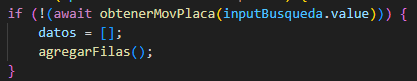 if (!(await obtenerMovPlaca(inputBusqueda.value))) {
    datos = [];
    agregarFilas();
}